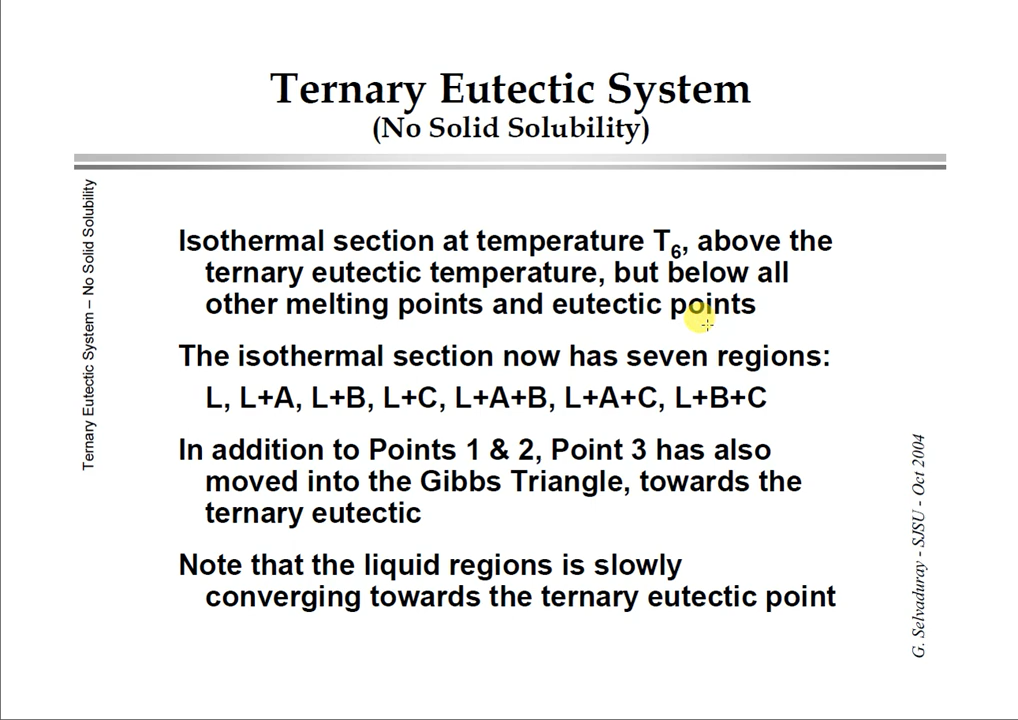 Ternary Eutectic System
(No Solid Solubility)
Ternary Eutectic System – No Solid Solubility
Isothermal section at temperature T6, above the
ternary eutectic temperature, but below all
other melting points and eutectic points
The isothermal section now has seven regions:
L, L+A, L+B, L+C, L+A+B, L+A+C, L+B+C
In addition to Points 1 & 2, Point 3 has also
moved into the Gibbs Triangle, towards the
ternary eutectic
Note that the liquid regions is slowly
converging towards the ternary eutectic point
G. Selvaduray - SJSU - Oct 2004